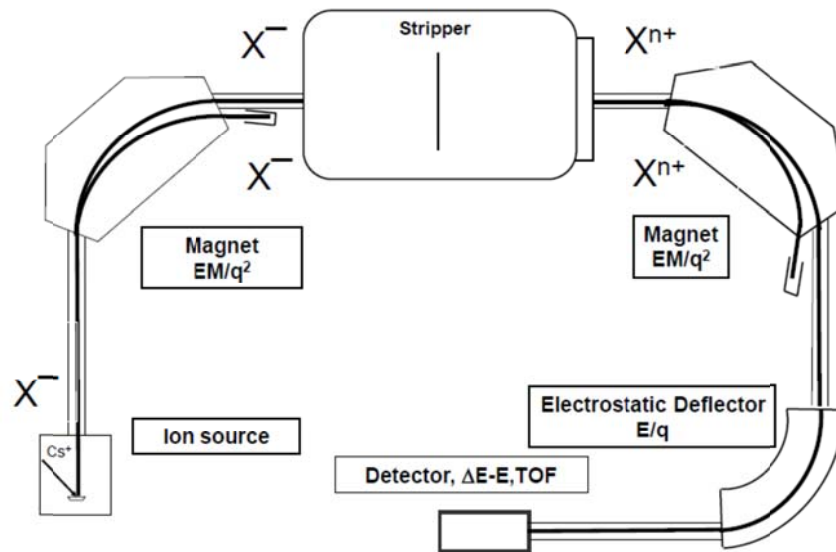 X⁻
Stripper
Xⁿ⁺
X⁻
Xⁿ⁺
Magnet
EM/q²
Magnet
EM/q²
X⁻
Electrostatic Deflector
E/q
Ion source
Cs⁺
Detector, ΔE-E,TOF